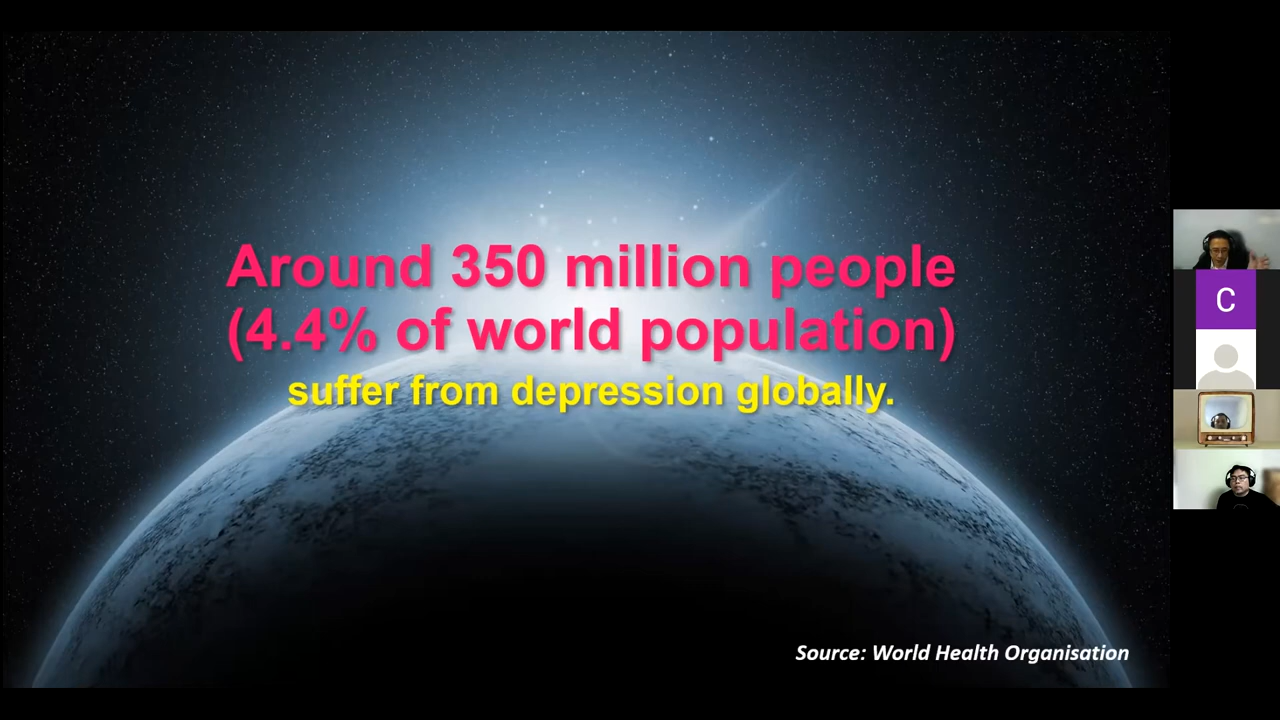 Around 350 million people
(4.4% of world population)
suffer from depression globally.
C
Source: World Health Organisation